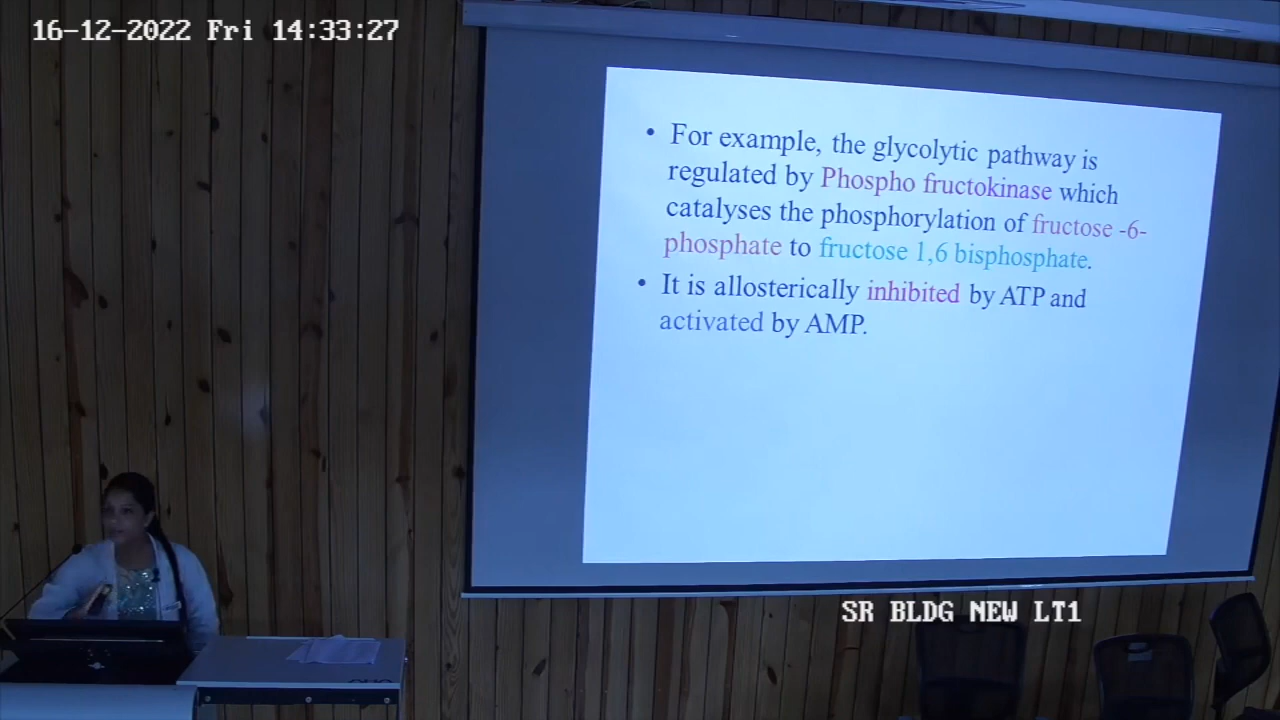 16-12-2022 Fri 14:33:27
• For example, the glycolytic pathway is
regulated by Phospho fructokinase which
catalyses the phosphorylation of fructose -6-
phosphate to fructose 1,6 bisphosphate.
• It is allosterically inhibited by ATP and
activated by AMP.
SR BLDG NEW LT1